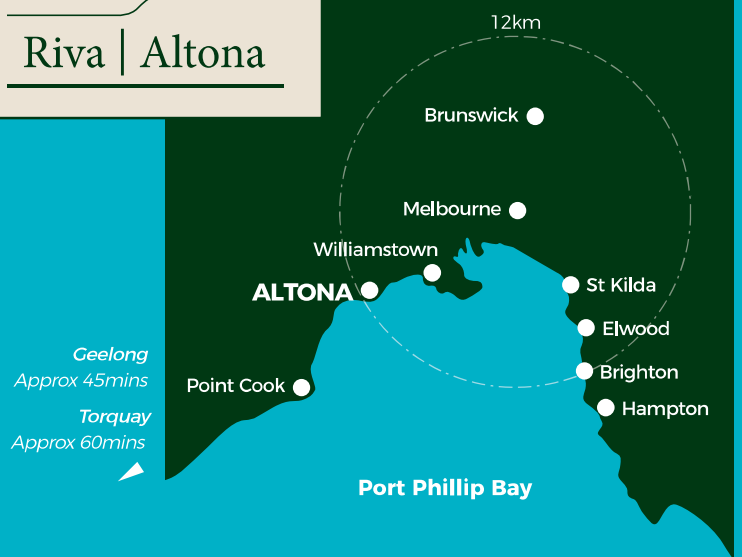 12km
Riva | Altona
Brunswick
Melbourne
Williamstown
ALTONA
St Kilda
Elwood
Geelong
Approx 45mins
Brighton
Point Cook
Hampton
Torquay
Approx 60mins
Port Phillip Bay